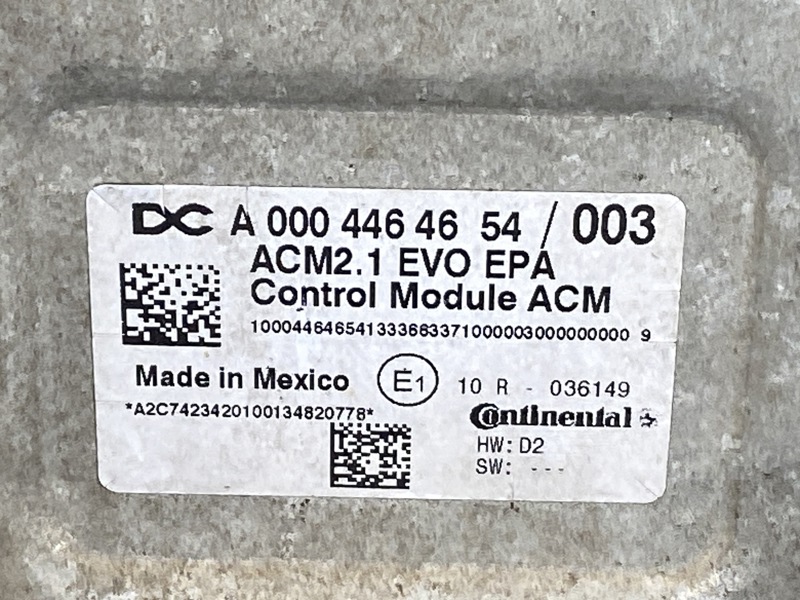 DC A 000 446 46 54 / 003
ACM2.1 EVO EPA
Control Module ACM
10004464654133366337100000300000000 9
Made in Mexico E1 10 R - 036149
*A2C7423420100134820778* Continental
HW: D2
SW: ---